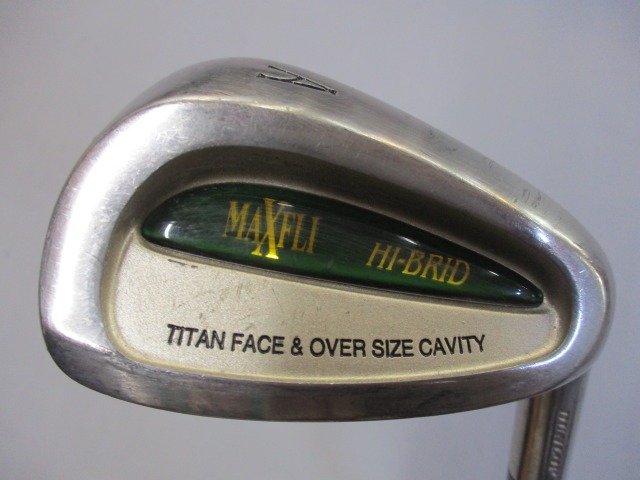 A
MAXFLI HI-BRID
TITAN FACE & OVER SIZE CAVITY